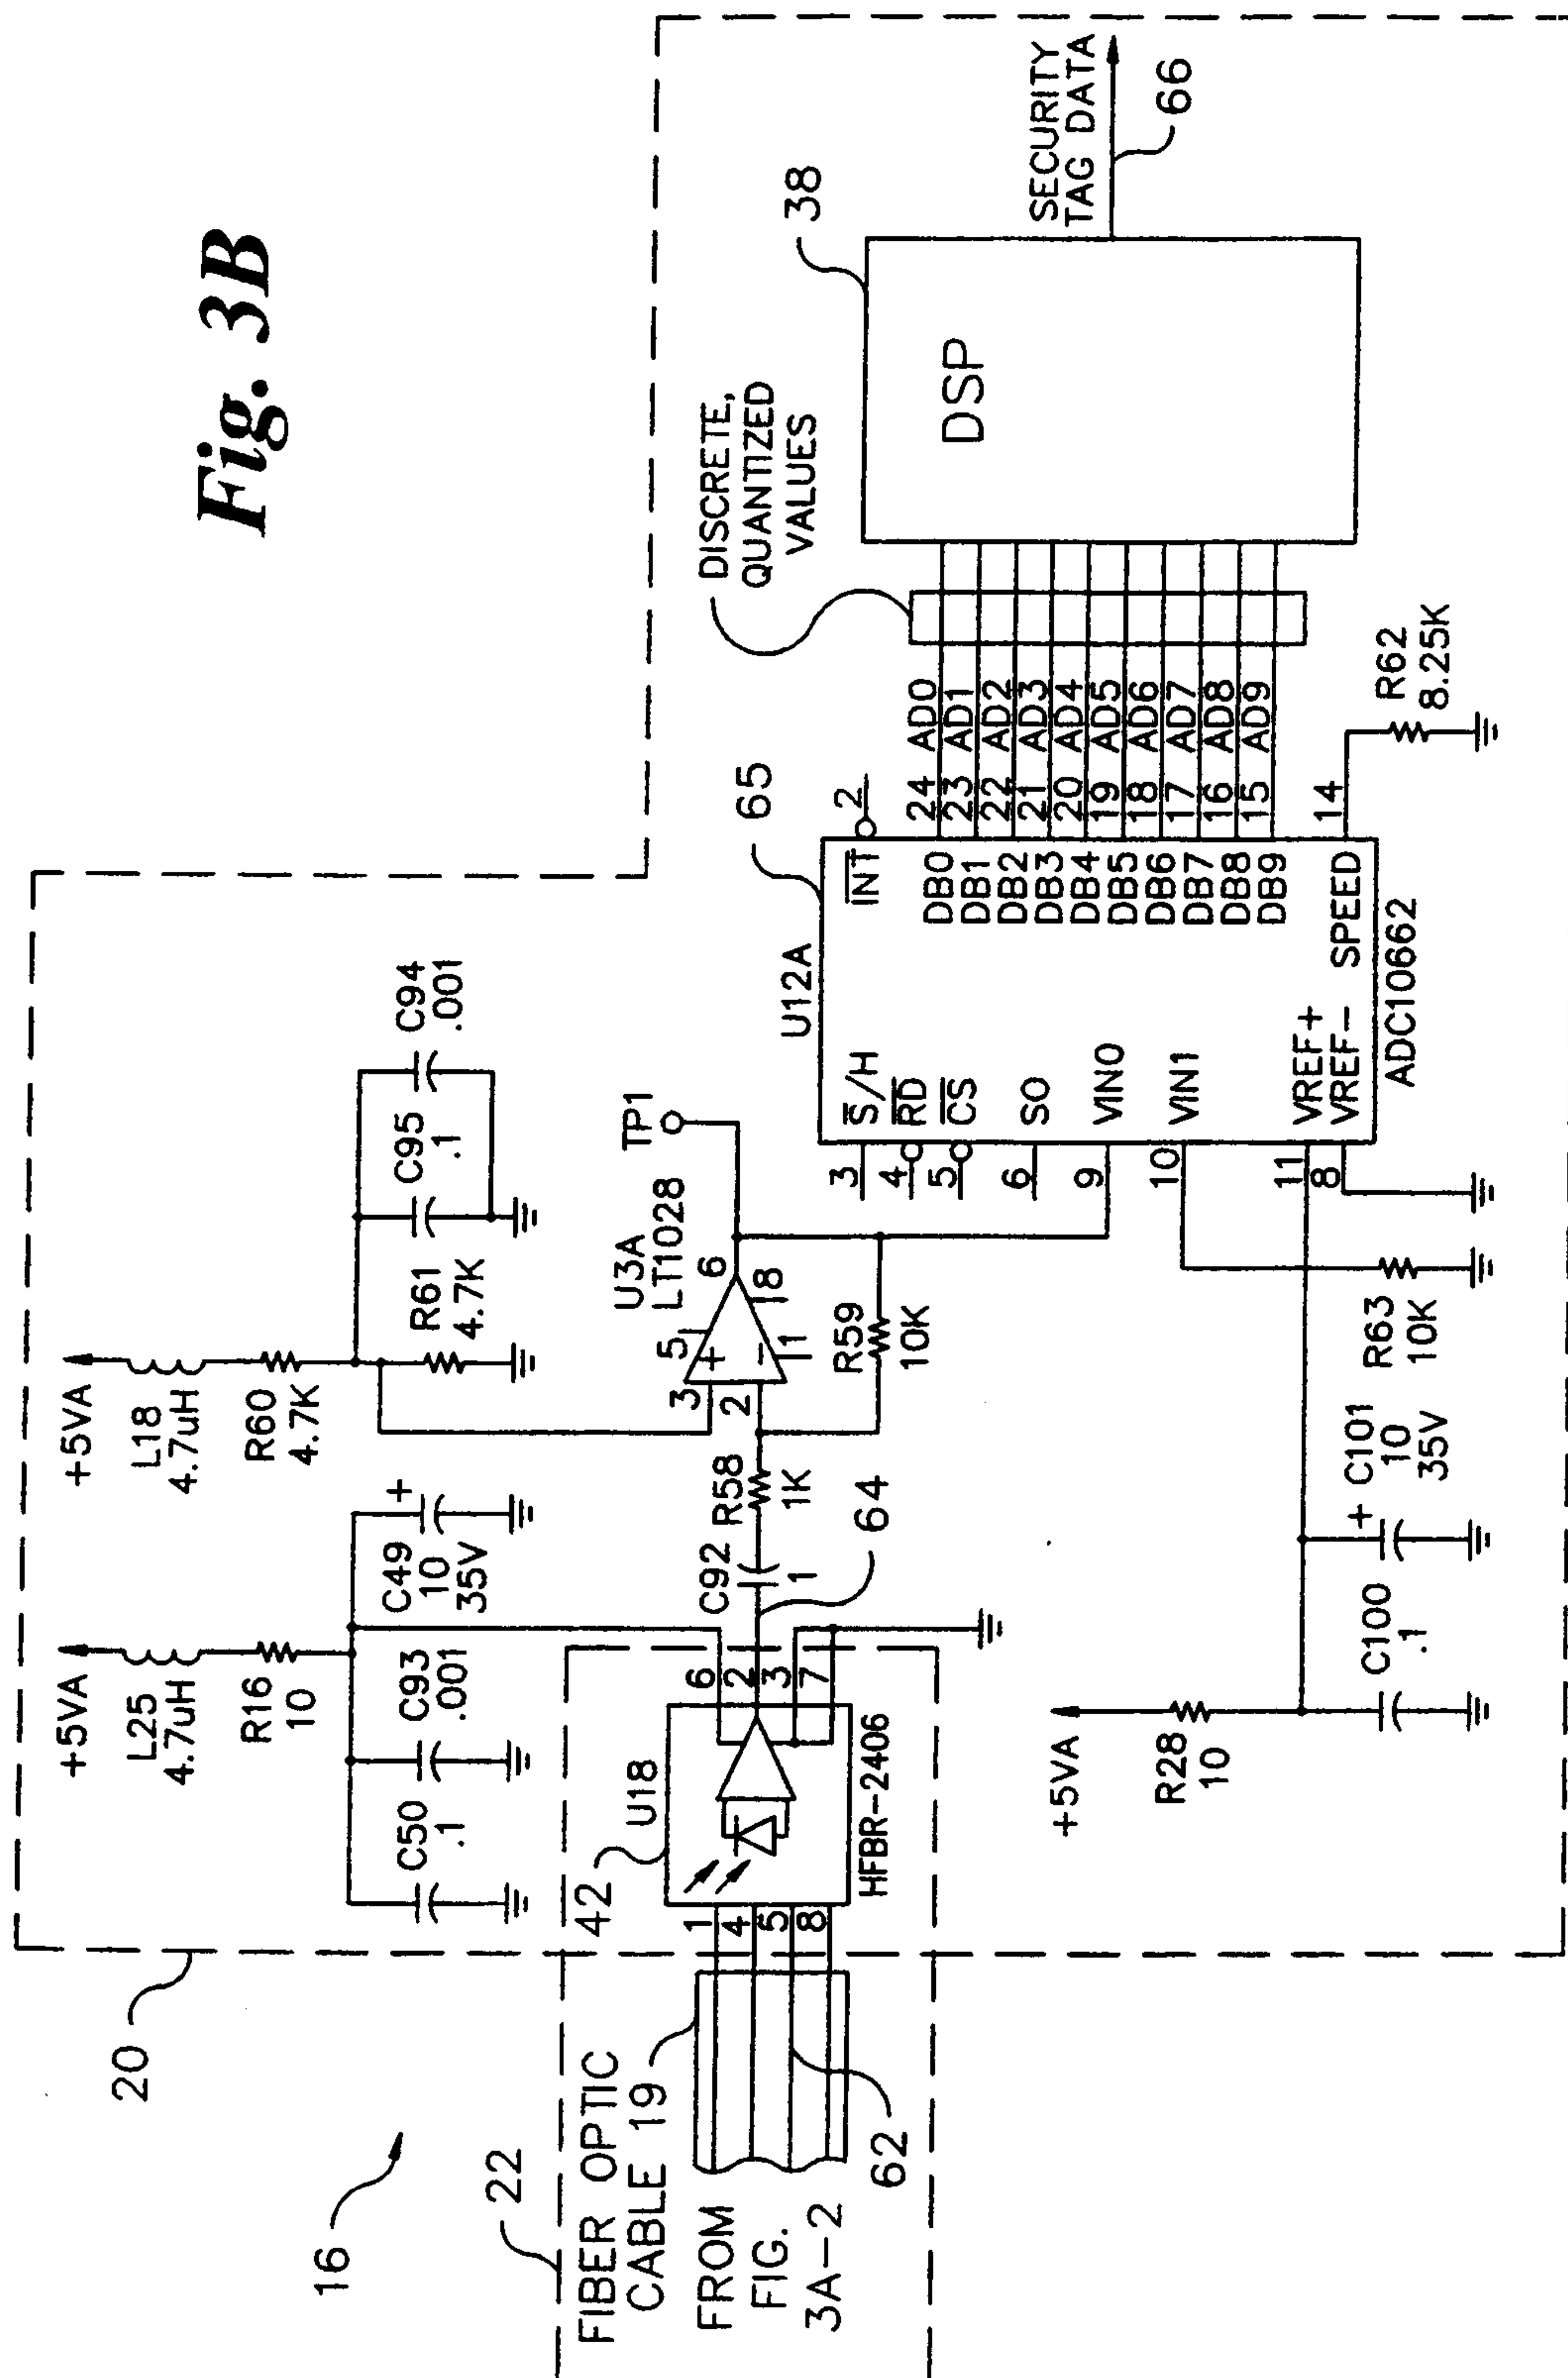 Fig. 3B
20
16
22
+5VA
L25
4.7uH
R16
10
C50
.1
C93
.001
C49
10
35V
+
+5VA
L18
4.7uH
R60
4.7K
R61
4.7K
C95
.1
C94
.001
FIBER OPTIC
CABLE 19
FROM
FIG.
3A-2
62
42
U18
1
4
5
8
6
2
3
7
HFBR-2406
C92
1
64
R58
1K
3
2
5
+
–
1
6
8
U3A
LT1028
TP1
R59
10K
+5VA
R28
10
C100
.1
+
C101
10
35V
R63
10K
U12A
65
3
S/H
4
RD
5
CS
6
SO
9
VIN0
10
VIN1
11
VREF+
8
VREF-
INT
2
DB0 24 AD0
DB1 23 AD1
DB2 22 AD2
DB3 21 AD3
DB4 20 AD4
DB5 19 AD5
DB6 18 AD6
DB7 17 AD7
DB8 16 AD8
DB9 15 AD9
SPEED 14
ADC10662
R62
8.25K
DISCRETE,
QUANTIZED
VALUES
38
DSP
SECURITY
TAG DATA
66